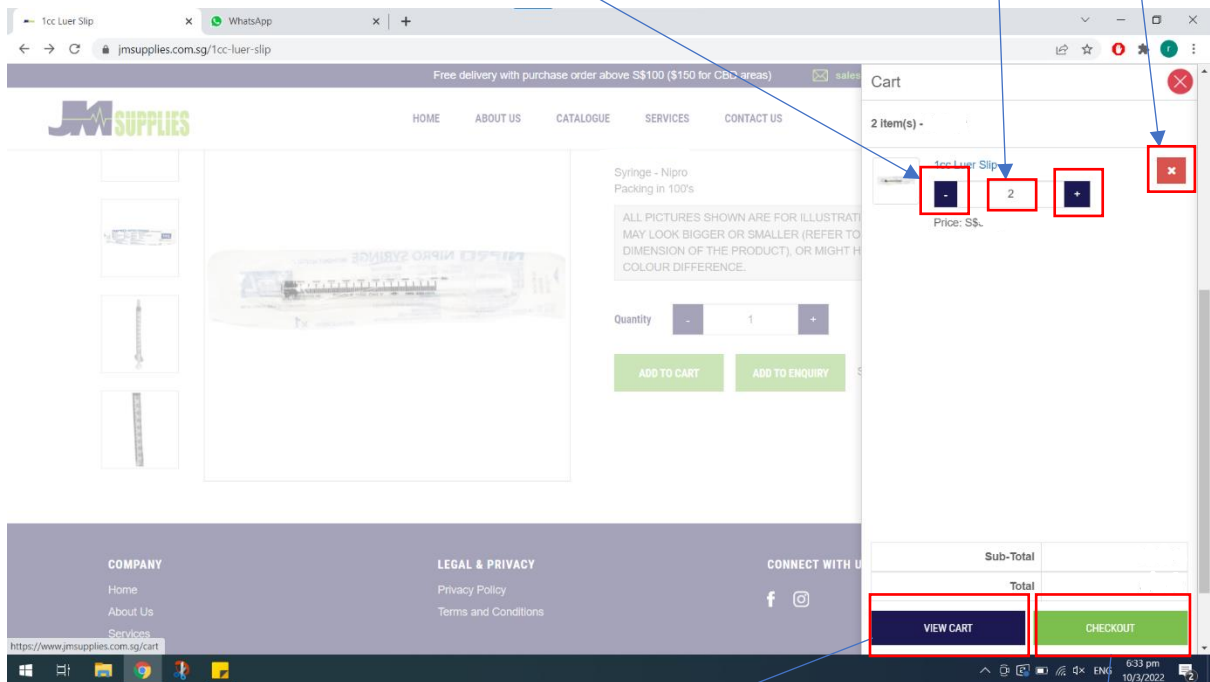 1cc Luer Slip
WhatsApp
jmsupplies.com.sg/1cc-luer-slip
r
Free delivery with purchase order above S$100 ($150 for CBD areas)
sales
JM SUPPLIES
HOME ABOUT US CATALOGUE SERVICES CONTACT US
Syringe - Nipro
Packing in 100's
ALL PICTURES SHOWN ARE FOR ILLUSTRATI
MAY LOOK BIGGER OR SMALLER (REFER TO
DIMENSION OF THE PRODUCT), OR MIGHT H
COLOUR DIFFERENCE.
Quantity - 1 +
ADD TO CART ADD TO ENQUIRY
Cart
2 item(s) -
1cc Luer Slip
- 2 +
Price: S$
Sub-Total
Total
VIEW CART CHECKOUT
COMPANY
Home
About Us
Services
LEGAL & PRIVACY
Privacy Policy
Terms and Conditions
CONNECT WITH U
https://www.jmsupplies.com.sg/cart
ENG
6:33 pm
10/3/2022
2